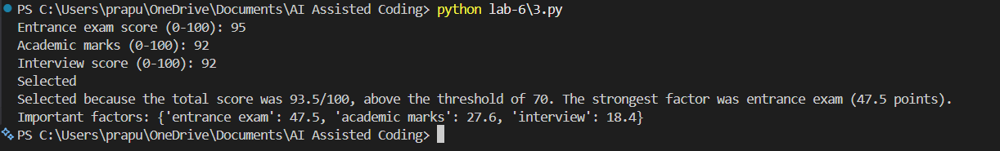 PS C:\Users\prapu\OneDrive\Documents\AI Assisted Coding> python lab-6\3.py
Entrance exam score (0-100): 95
Academic marks (0-100): 92
Interview score (0-100): 92
Selected
Selected because the total score was 93.5/100, above the threshold of 70. The strongest factor was entrance exam (47.5 points).
Important factors: {'entrance exam': 47.5, 'academic marks': 27.6, 'interview': 18.4}
PS C:\Users\prapu\OneDrive\Documents\AI Assisted Coding>